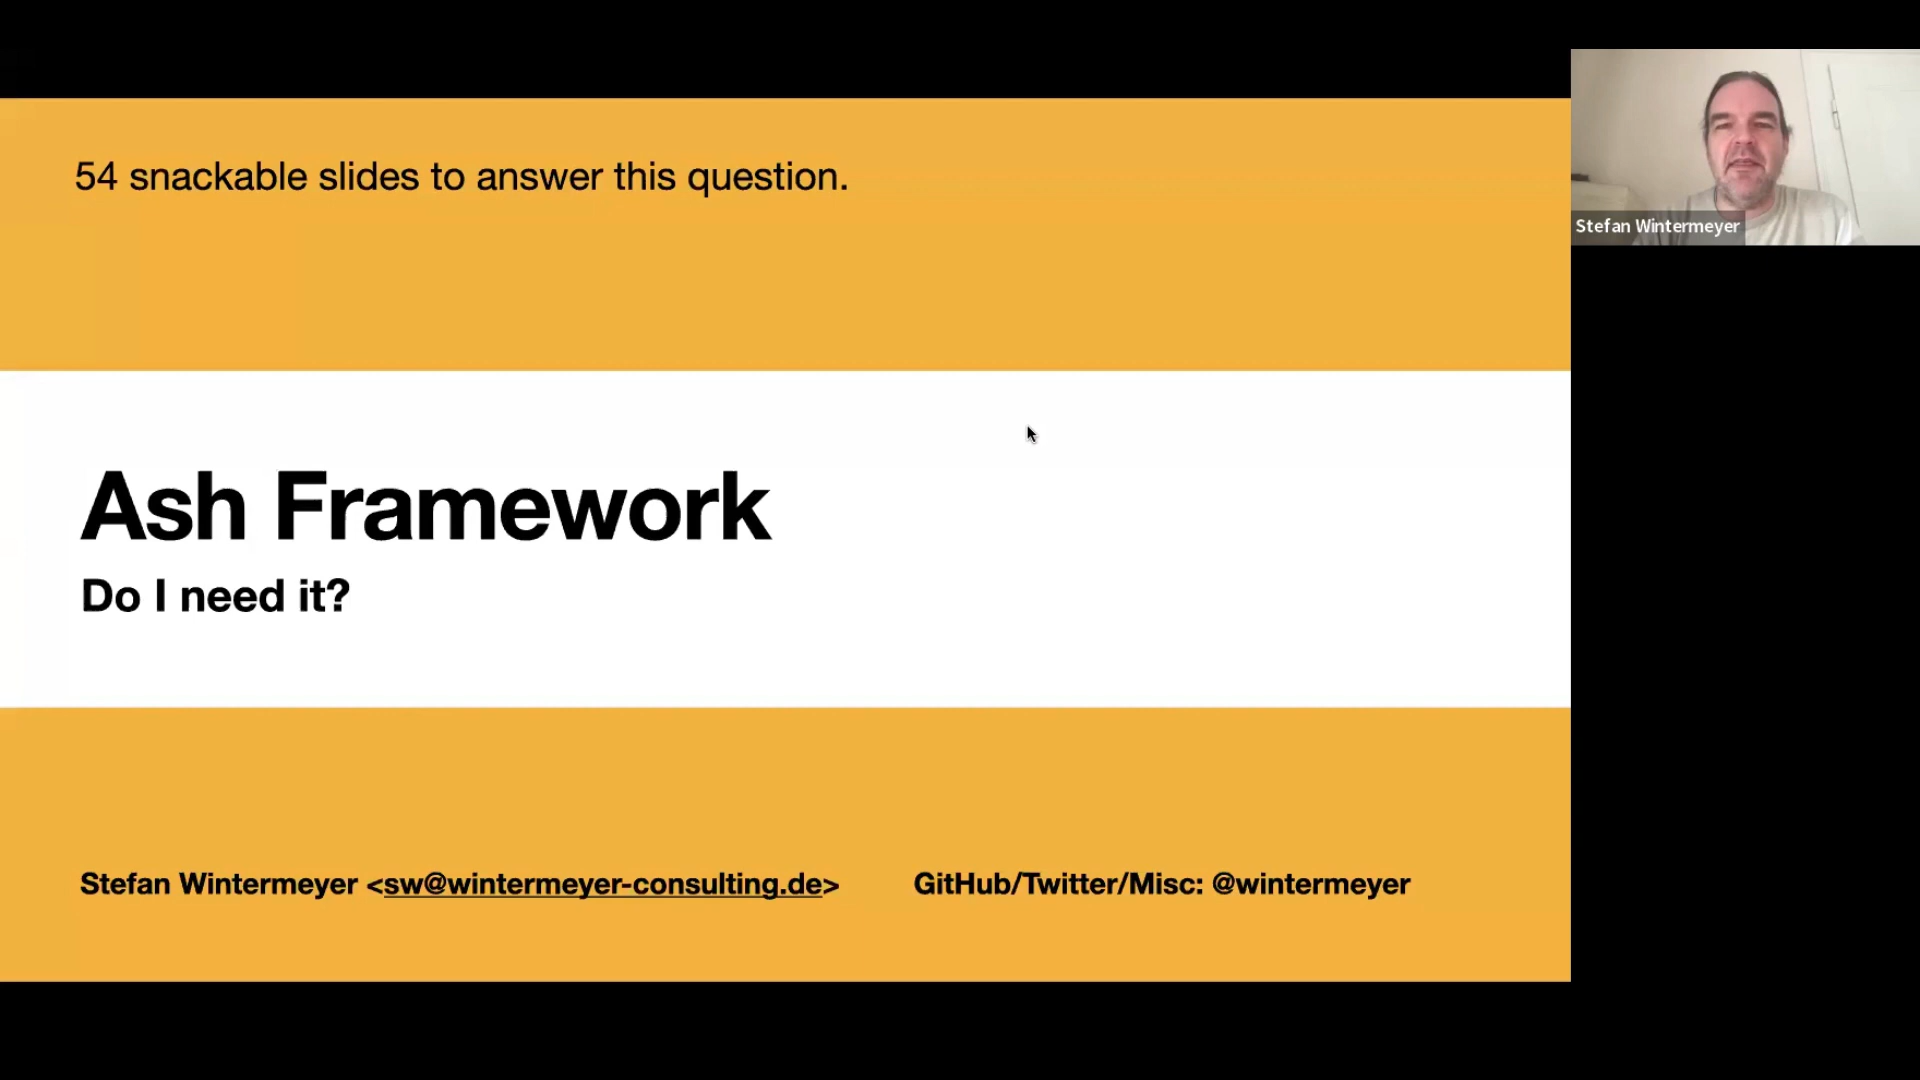 54 snackable slides to answer this question.
Stefan Wintermeyer
Ash Framework
Do I need it?
Stefan Wintermeyer <sw@wintermeyer-consulting.de>
GitHub/Twitter/Misc: @wintermeyer